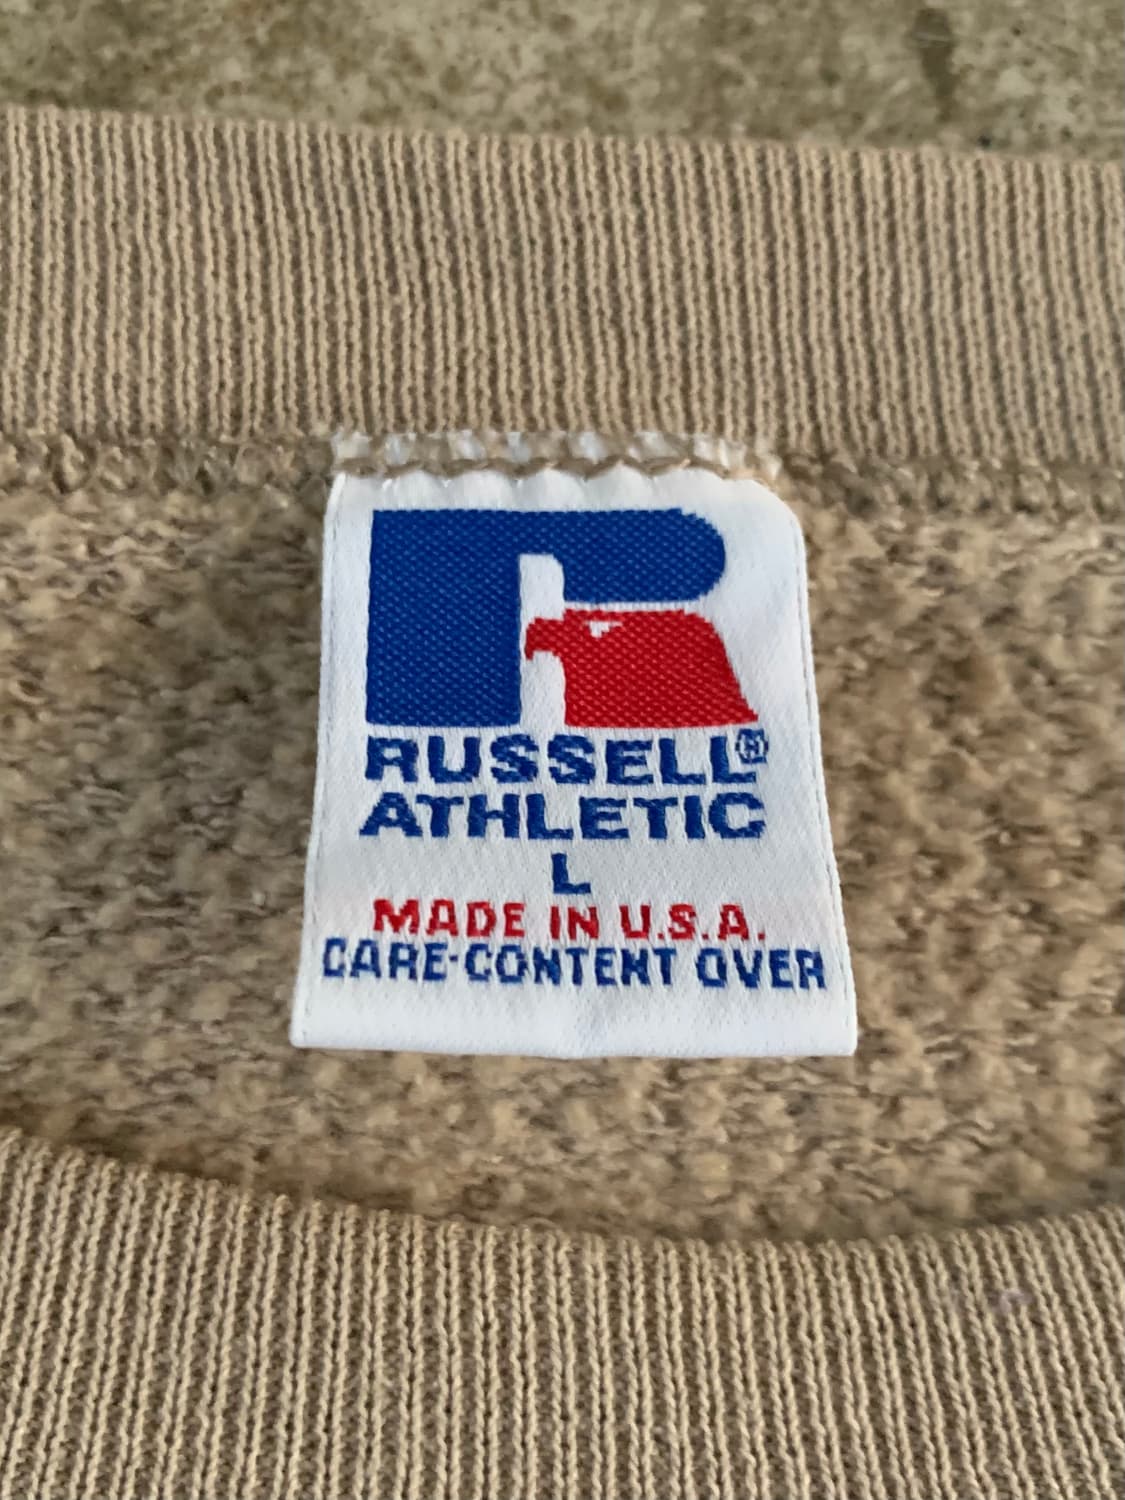 RUSSELL®
ATHLETIC
L
MADE IN U.S.A.
CARE-CONTENT OVER